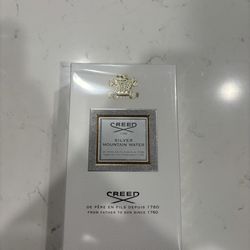 CREED
SILVER
MOUNTAIN WATER
CREED
DE PÈRE EN FILS DEPUIS 1760
FROM FATHER TO SON SINCE 1760